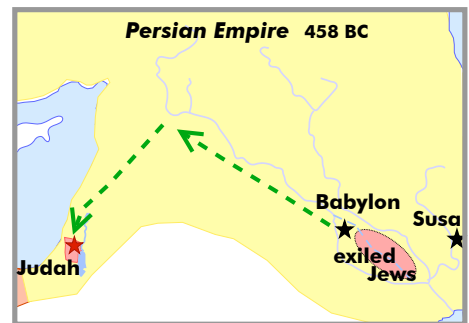 Persian Empire 458 BC
Babylon
Susa
exiled
Jews
Judah